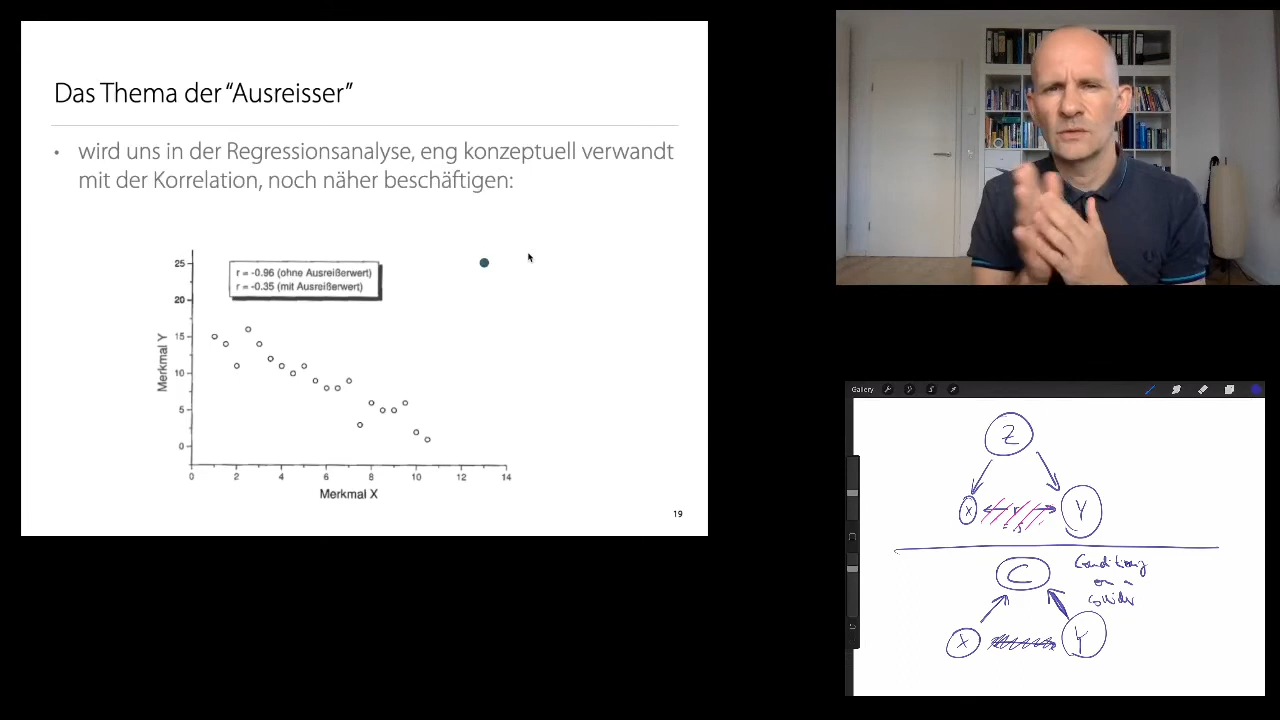 Das Thema der “Ausreisser”
• wird uns in der Regressionsanalyse, eng konzeptuell verwandt
mit der Korrelation, noch näher beschäftigen:
r = -0.96 (ohne Ausreißerwert)
r = -0.35 (mit Ausreißerwert)
Merkmal Y
25
20
15
10
5
0
0 2 4 6 8 10 12 14
Merkmal X
19
Gallery
Z
X
Y
C
Conditioning
on a
collider
X
Y